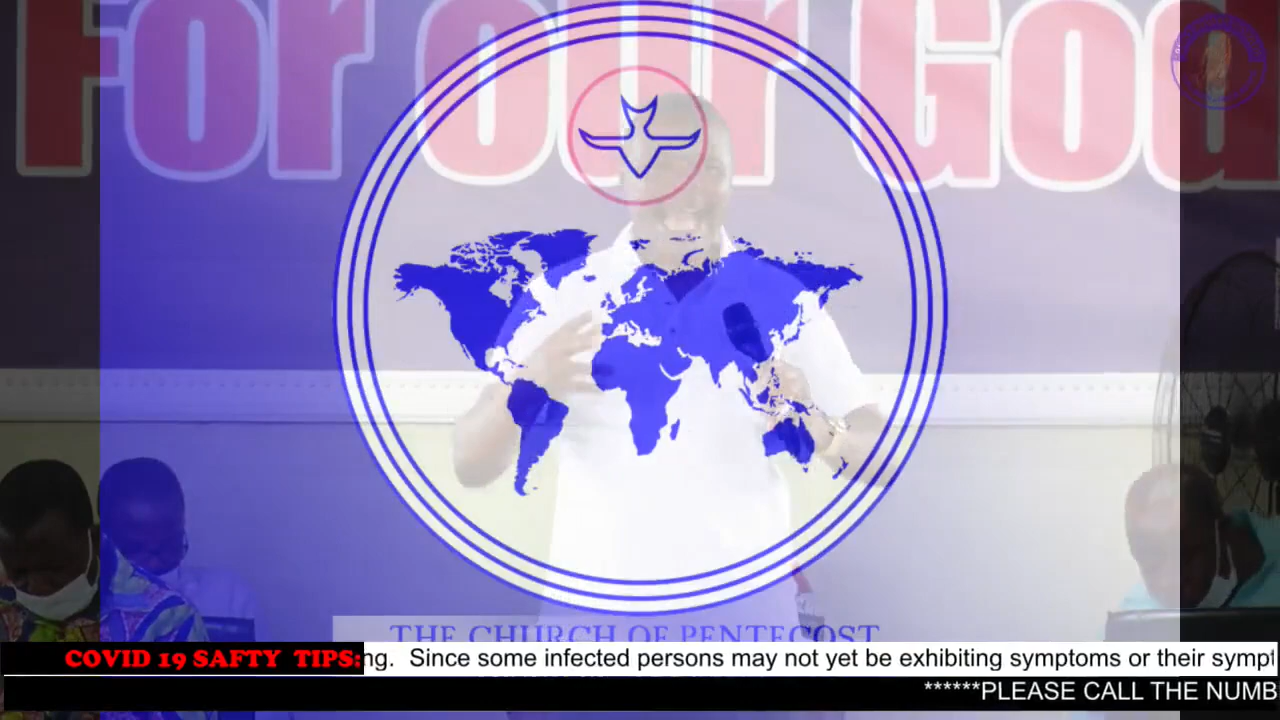 For our God
THE CHURCH OF PENTECOST
COVID 19 SAFTY TIPS:
ng. Since some infected persons may not yet be exhibiting symptoms or their sympt
******PLEASE CALL THE NUMB